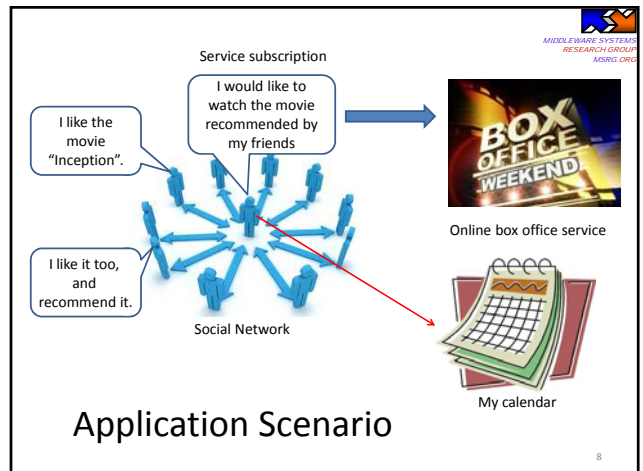 MIDDLEWARE SYSTEMS
RESEARCH GROUP
MSRG.ORG
Service subscription
I would like to
watch the movie
recommended by
my friends
I like the
movie
“Inception”.
BOX
OFFICE
WEEKEND
Online box office service
I like it too,
and
recommend it.
Social Network
My calendar
Application Scenario
8